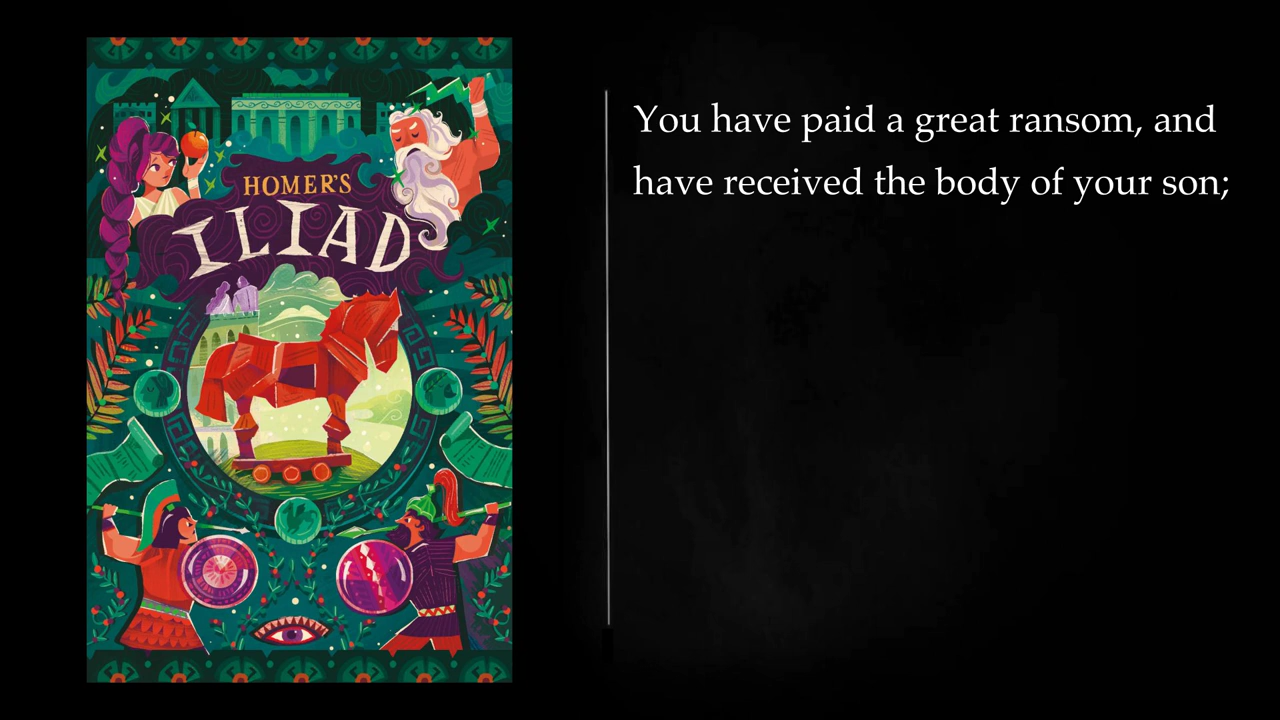 HOMER'S
ILIAD
You have paid a great ransom, and
have received the body of your son;